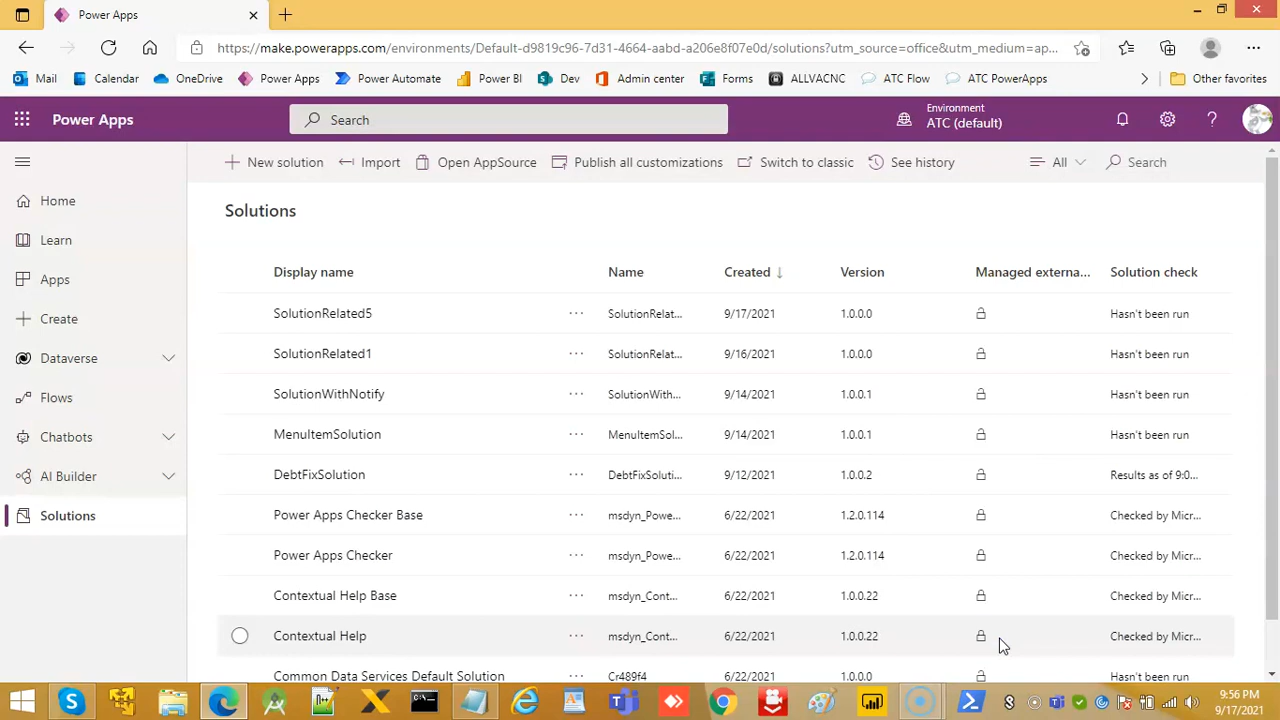 Power Apps
https://make.powerapps.com/environments/Default-d9819c96-7d31-4664-aabd-a206e8f07e0d/solutions?utm_source=office&utm_medium=ap...
Mail Calendar OneDrive Power Apps Power Automate Power BI Dev Admin center Forms ALLVACNC ATC Flow ATC PowerApps Other favorites
Power Apps
Search
Environment
ATC (default)
New solution Import Open AppSource Publish all customizations Switch to classic See history All Search
Home
Learn
Apps
Create
Dataverse
Flows
Chatbots
AI Builder
Solutions
Solutions
Display name Name Created ↓ Version Managed externa... Solution check
SolutionRelated5 ... SolutionRelat... 9/17/2021 1.0.0.0 Hasn't been run
SolutionRelated1 ... SolutionRelat... 9/16/2021 1.0.0.0 Hasn't been run
SolutionWithNotify ... SolutionWith... 9/14/2021 1.0.0.1 Hasn't been run
MenuItemSolution ... MenuItemSol... 9/14/2021 1.0.0.1 Hasn't been run
DebtFixSolution ... DebtFixSoluti... 9/12/2021 1.0.0.2 Results as of 9:0...
Power Apps Checker Base ... msdyn_Powe... 6/22/2021 1.2.0.114 Checked by Micr...
Power Apps Checker ... msdyn_Powe... 6/22/2021 1.2.0.114 Checked by Micr...
Contextual Help Base ... msdyn_Cont... 6/22/2021 1.0.0.22 Checked by Micr...
Contextual Help ... msdyn_Cont... 6/22/2021 1.0.0.22 Checked by Micr...
Common Data Services Default Solution ... Cr489f4 6/22/2021 1.0.0.0 Hasn't been run
9:56 PM
9/17/2021